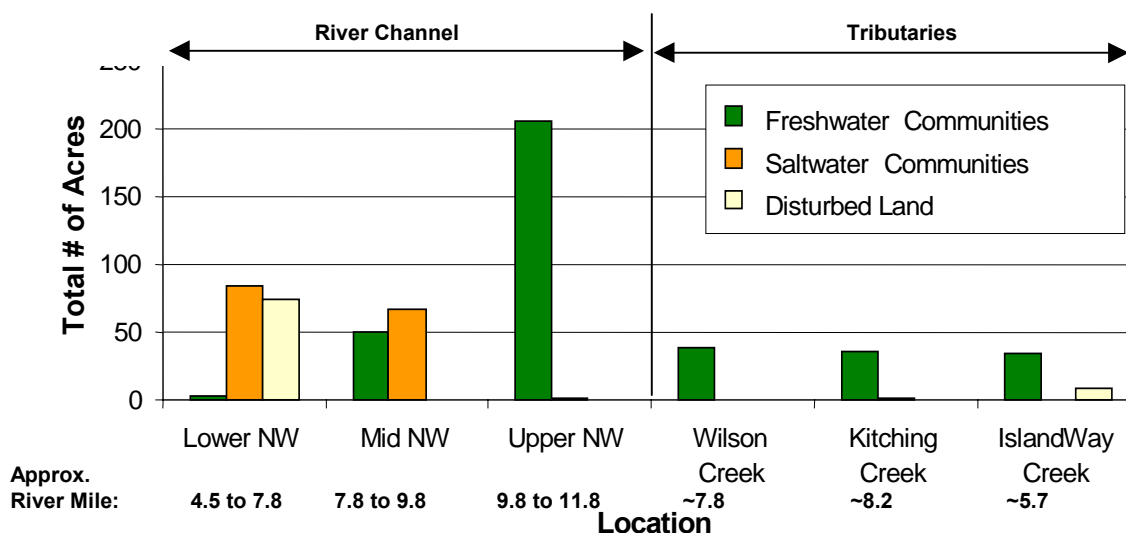 River Channel
Tributaries
250
Total # of Acres
200
150
100
50
0
Freshwater Communities
Saltwater Communities
Disturbed Land
Lower NW
Mid NW
Upper NW
Wilson
Creek
Kitching
Creek
IslandWay
Creek
Approx.
River Mile:
4.5 to 7.8
7.8 to 9.8
9.8 to 11.8
~7.8
~8.2
~5.7
Location